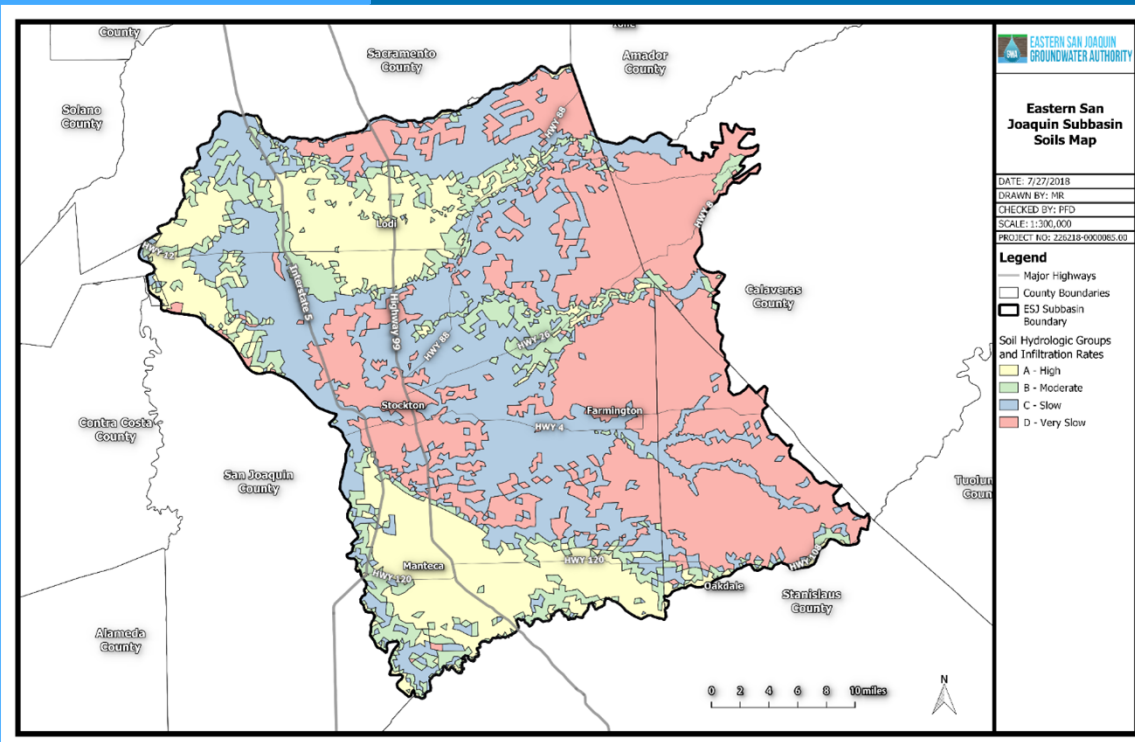 County
Sacramento
County
Amador
County
Solano
County
HWY 88
Lodi
HWY 12
Interstate 5
Highway 99
HWY 88
HWY 26
Calaveras
County
Stockton
Farmington
HWY 4
Contra Costa
County
San Joaquin
County
Manteca
HWY 120
HWY 120
Oakdale
Stanislaus
County
Alameda
County
0 2 4 6 8 10 miles
N
EASTERN SAN JOAQUIN
GROUNDWATER AUTHORITY
Eastern San
Joaquin Subbasin
Soils Map
DATE: 7/27/2018
DRAWN BY: MR
CHECKED BY: PFD
SCALE: 1:300,000
PROJECT NO: 226218-0000085.00
Legend
Major Highways
County Boundaries
ESJ Subbasin
Boundary
Soil Hydrologic Groups
and Infiltration Rates
A - High
B - Moderate
C - Slow
D - Very Slow